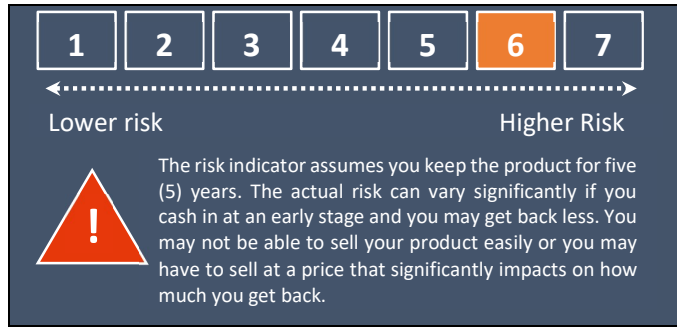 1 2 3 4 5 6 7
Lower risk Higher Risk
The risk indicator assumes you keep the product for five
(5) years. The actual risk can vary significantly if you
cash in at an early stage and you may get back less. You
may not be able to sell your product easily or you may
have to sell at a price that significantly impacts on how
much you get back.
!